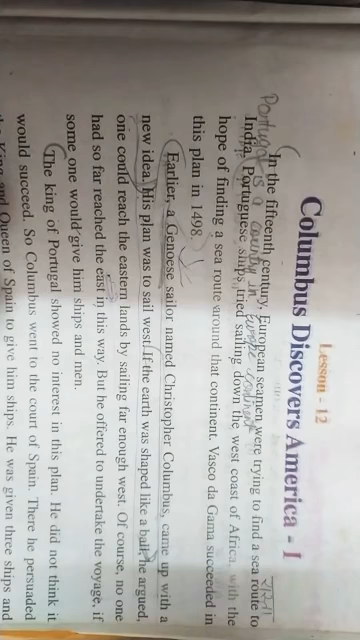 Lesson - 12
Columbus Discovers America - I
Portugal is a country in Europe continent
In the fifteenth century, European seamen were trying to find a sea route to
India. Portuguese ships tried sailing down the west coast of Africa, with the
hope of finding a sea route around that continent. Vasco da Gama succeeded in
this plan in 1498.
Earlier, a Genoese sailor named Christopher Columbus, came up with a
new idea. His plan was to sail west. If the earth was shaped like a ball, he argued,
one could reach the eastern lands by sailing far enough west. Of course, no one
had so far reached the east in this way. But he offered to undertake the voyage, if
some one would give him ships and men.
The king of Portugal showed no interest in this plan. He did not think it
would succeed. So Columbus went to the court of Spain. There he persuaded
King and Queen of Spain to give him ships. He was given three ships and